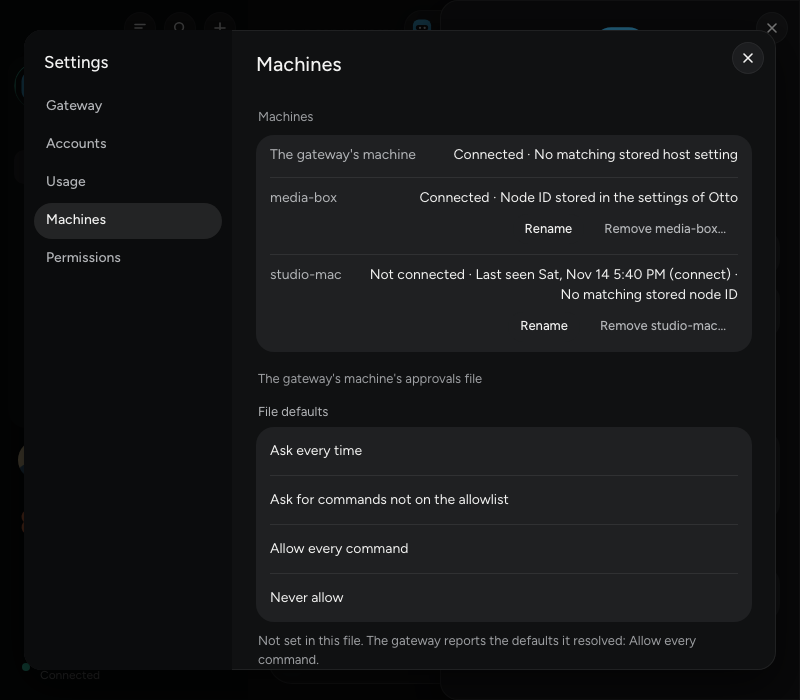 Settings
Gateway
Accounts
Usage
Machines
Permissions
Connected
Machines
Machines
The gateway's machine Connected · No matching stored host setting
media-box Connected · Node ID stored in the settings of Otto
Rename Remove media-box...
studio-mac Not connected · Last seen Sat, Nov 14 5:40 PM (connect) ·
No matching stored node ID
Rename Remove studio-mac...
The gateway's machine's approvals file
File defaults
Ask every time
Ask for commands not on the allowlist
Allow every command
Never allow
Not set in this file. The gateway reports the defaults it resolved: Allow every
command.